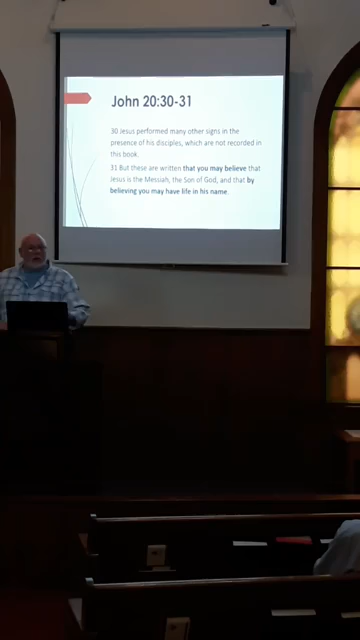 John 20:30-31
30 Jesus performed many other signs in the
presence of his disciples, which are not recorded in
this book.
31 But these are written that you may believe that
Jesus is the Messiah, the Son of God, and that by
believing you may have life in his name.